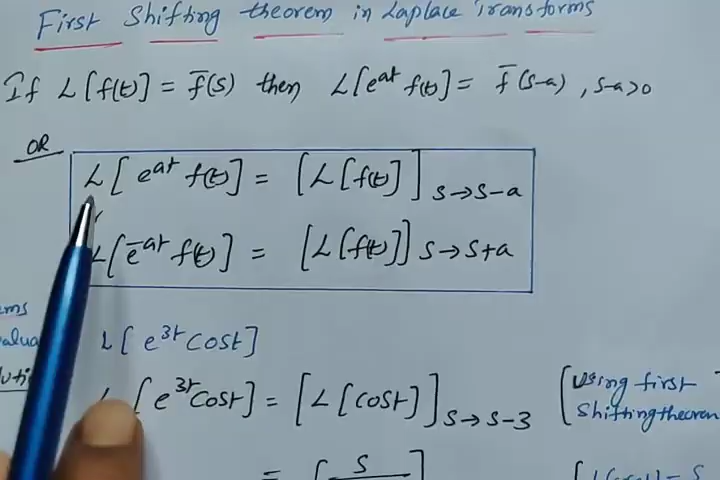 First Shifting theorem in Laplace Transforms
If L[f(t)] = f̄(s) then L[e^{at} f(t)] = f̄(s-a), s-a>0
OR
L[e^{at} f(t)] = [L[f(t)]]_{s→s-a}
L[e^{-at} f(t)] = [L[f(t)]] s→s+a
L[e^{3t} cost]
L[e^{3t} cost] = [L[cost]]_{s→s-3} [using first shifting theorem
= [s